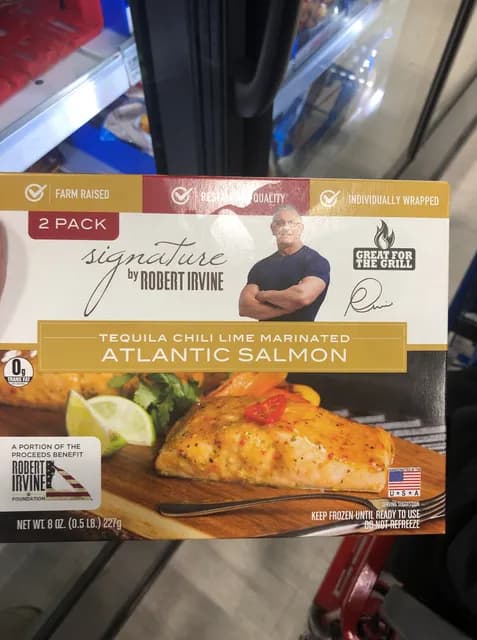 FARM RAISED
QUALITY
INDIVIDUALLY WRAPPED
2 PACK
signature
by ROBERT IRVINE
GREAT FOR
THE GRILL
TEQUILA CHILI LIME MARINATED
ATLANTIC SALMON
0g
TRANS FAT
A PORTION OF THE
PROCEEDS BENEFIT
ROBERT
IRVINE
FOUNDATION
U★S★A
SERVING SUGGESTION
NET WT. 8 OZ. (0.5 LB.) 227g
KEEP FROZEN UNTIL READY TO USE
DO NOT REFREEZE